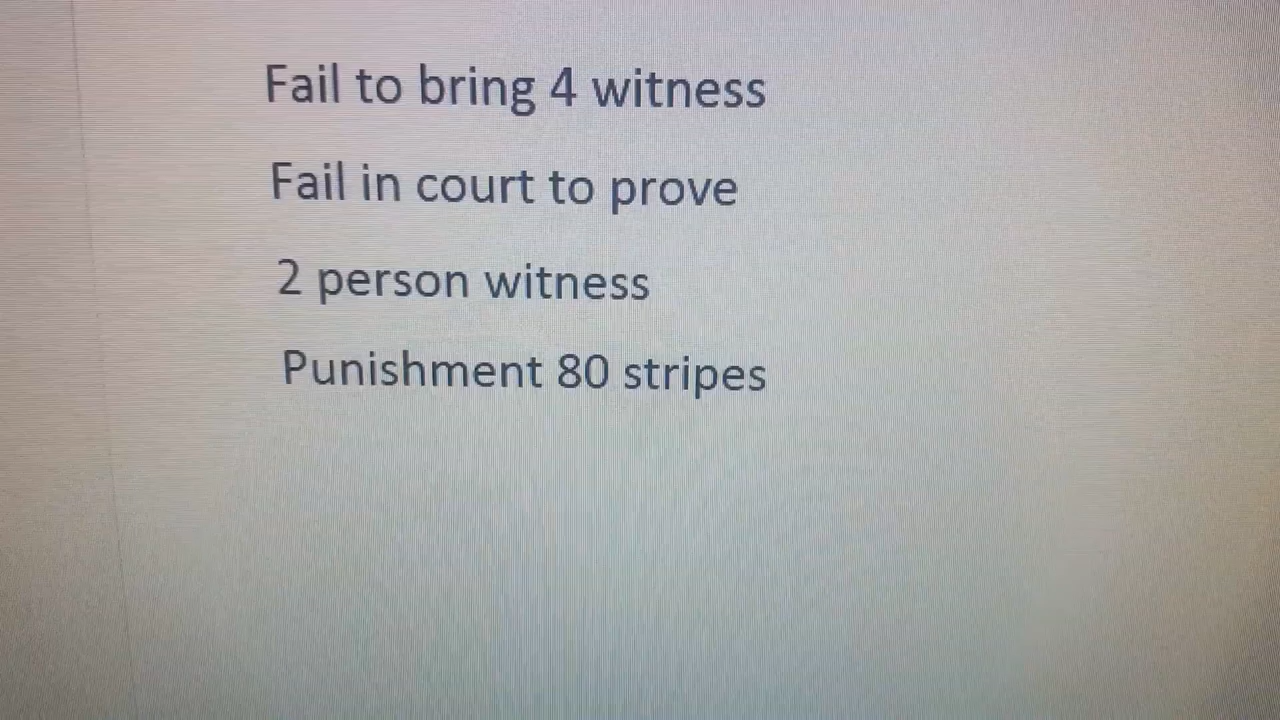 Fail to bring 4 witness
Fail in court to prove
2 person witness
Punishment 80 stripes